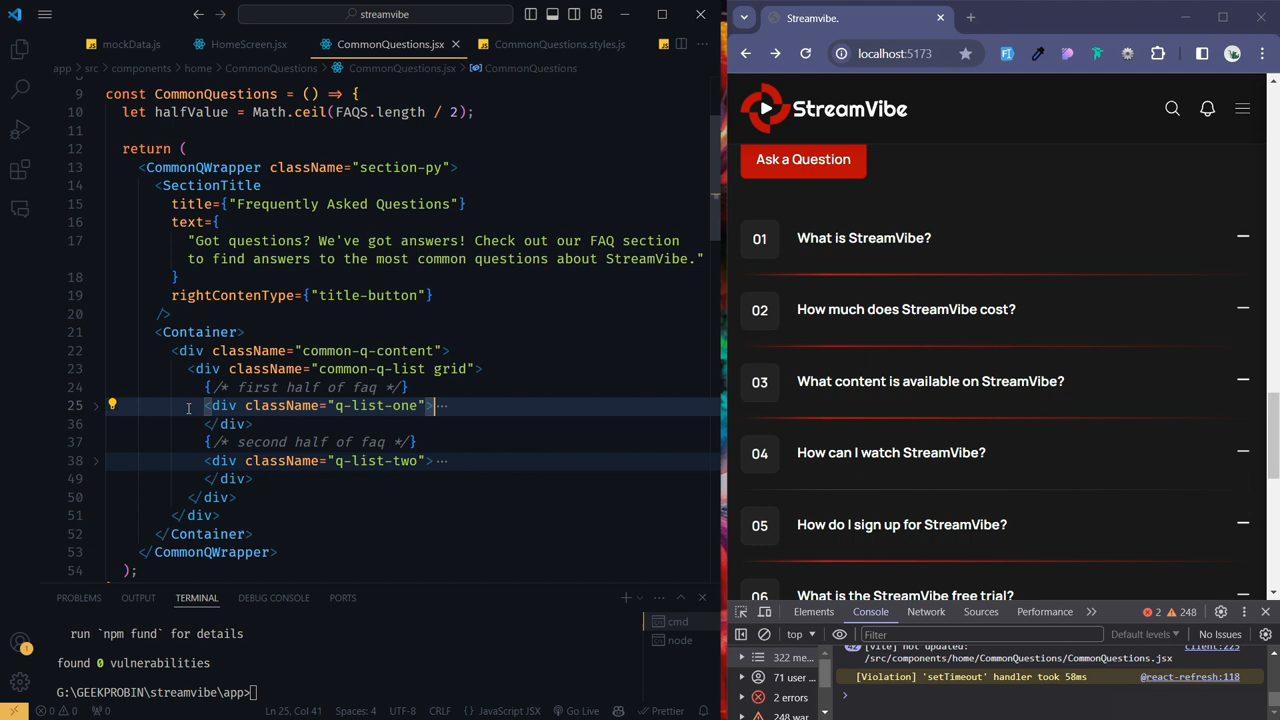 streamvibe
mockData.js
HomeScreen.jsx
CommonQuestions.jsx
CommonQuestions.styles.js
app > src > components > home > CommonQuestions > CommonQuestions.jsx > CommonQuestions
9 const CommonQuestions = () => {
10 let halfValue = Math.ceil(FAQS.length / 2);
11
12 return (
13 <CommonQWrapper className="section-py">
14 <SectionTitle
15 title={"Frequently Asked Questions"}
16 text={
17 "Got questions? We've got answers! Check out our FAQ section
to find answers to the most common questions about StreamVibe."
18 }
19 rightContentType={"title-button"}
20 />
21 <Container>
22 <div className="common-q-content">
23 <div className="common-q-list grid">
24 {/* first half of faq */}
25 <div className="q-list-one">⋯
36 </div>
37 {/* second half of faq */}
38 <div className="q-list-two">⋯
49 </div>
50 </div>
51 </div>
52 </Container>
53 </CommonQWrapper>
54 );
PROBLEMS
OUTPUT
TERMINAL
DEBUG CONSOLE
PORTS
run `npm fund` for details
found 0 vulnerabilities
G:\GEEKPROBIN\streamvibe\app>
cmd
node
0 0 0
Ln 25, Col 41
Spaces: 4
UTF-8
CRLF
{} JavaScript JSX
Go Live
Prettier
Streamvibe.
localhost:5173
StreamVibe
Ask a Question
01 What is StreamVibe?
02 How much does StreamVibe cost?
03 What content is available on StreamVibe?
04 How can I watch StreamVibe?
05 How do I sign up for StreamVibe?
06 What is the StreamVibe free trial?
Elements
Console
Network
Sources
Performance
2 248
top
Filter
Default levels
No Issues
322 me...
71 user ...
2 errors
248 war...
[vite] hot updated:
client:225
/src/components/home/CommonQuestions/CommonQuestions.jsx
[Violation] 'setTimeout' handler took 58ms
@react-refresh:118